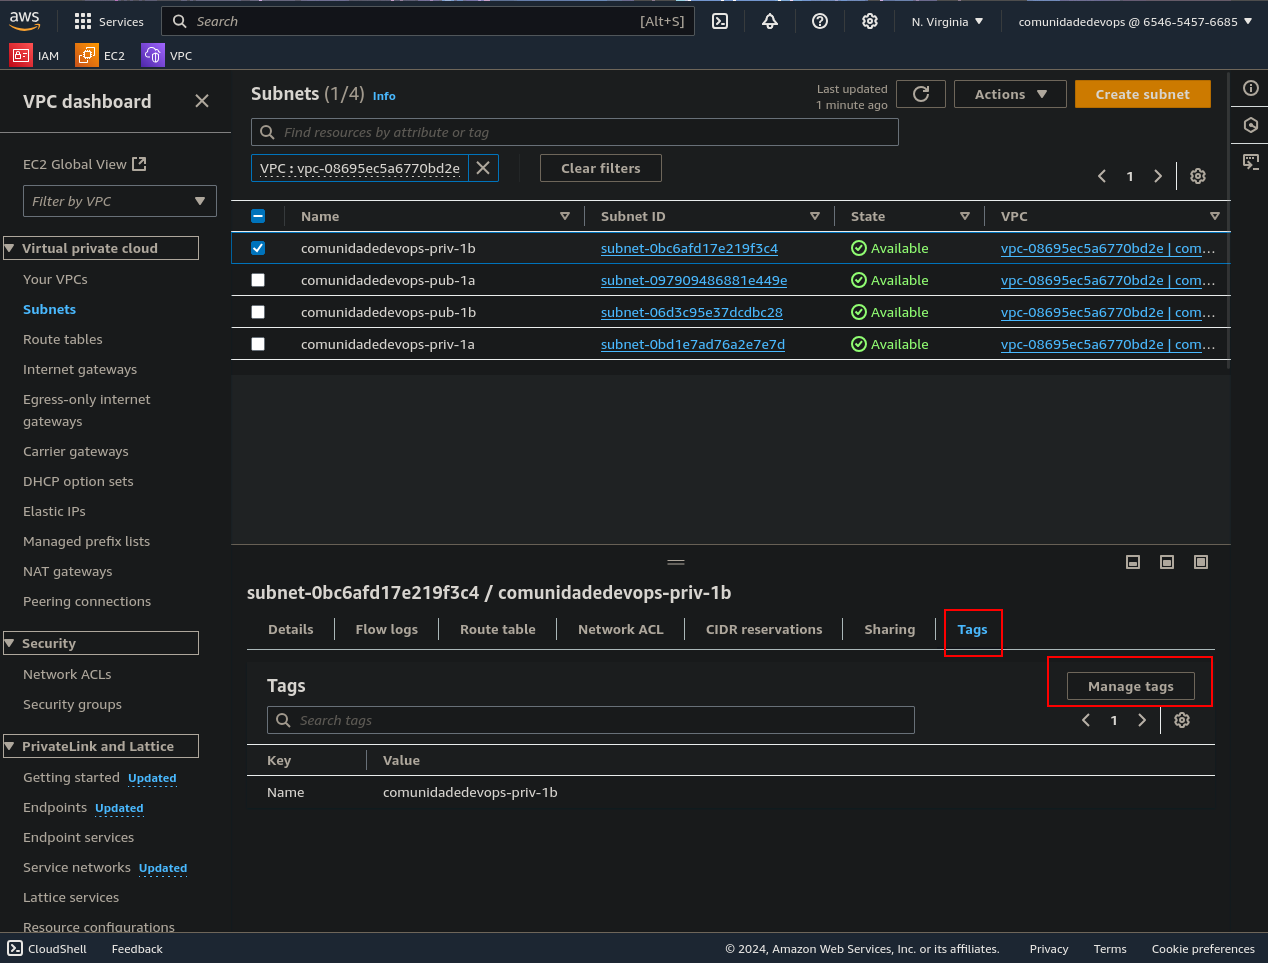 aws
Services
Search
[Alt+S]
N. Virginia
comunidadedevops @ 6546-5457-6685
IAM
EC2
VPC
VPC dashboard
EC2 Global View
Filter by VPC
Virtual private cloud
Your VPCs
Subnets
Route tables
Internet gateways
Egress-only internet
gateways
Carrier gateways
DHCP option sets
Elastic IPs
Managed prefix lists
NAT gateways
Peering connections
Security
Network ACLs
Security groups
PrivateLink and Lattice
Getting started Updated
Endpoints Updated
Endpoint services
Service networks Updated
Lattice services
Resource configurations
Subnets (1/4) Info
Last updated
1 minute ago
Actions
Create subnet
Find resources by attribute or tag
VPC : vpc-08695ec5a6770bd2e
Clear filters
1
Name Subnet ID State VPC
comunidadedevops-priv-1b subnet-0bc6afd17e219f3c4 Available vpc-08695ec5a6770bd2e | com...
comunidadedevops-pub-1a subnet-097909486881e449e Available vpc-08695ec5a6770bd2e | com...
comunidadedevops-pub-1b subnet-06d3c95e37dcdbc28 Available vpc-08695ec5a6770bd2e | com...
comunidadedevops-priv-1a subnet-0bd1e7ad76a2e7e7d Available vpc-08695ec5a6770bd2e | com...
subnet-0bc6afd17e219f3c4 / comunidadedevops-priv-1b
Details Flow logs Route table Network ACL CIDR reservations Sharing Tags
Tags
Manage tags
Search tags
1
Key Value
Name comunidadedevops-priv-1b
CloudShell Feedback © 2024, Amazon Web Services, Inc. or its affiliates. Privacy Terms Cookie preferences